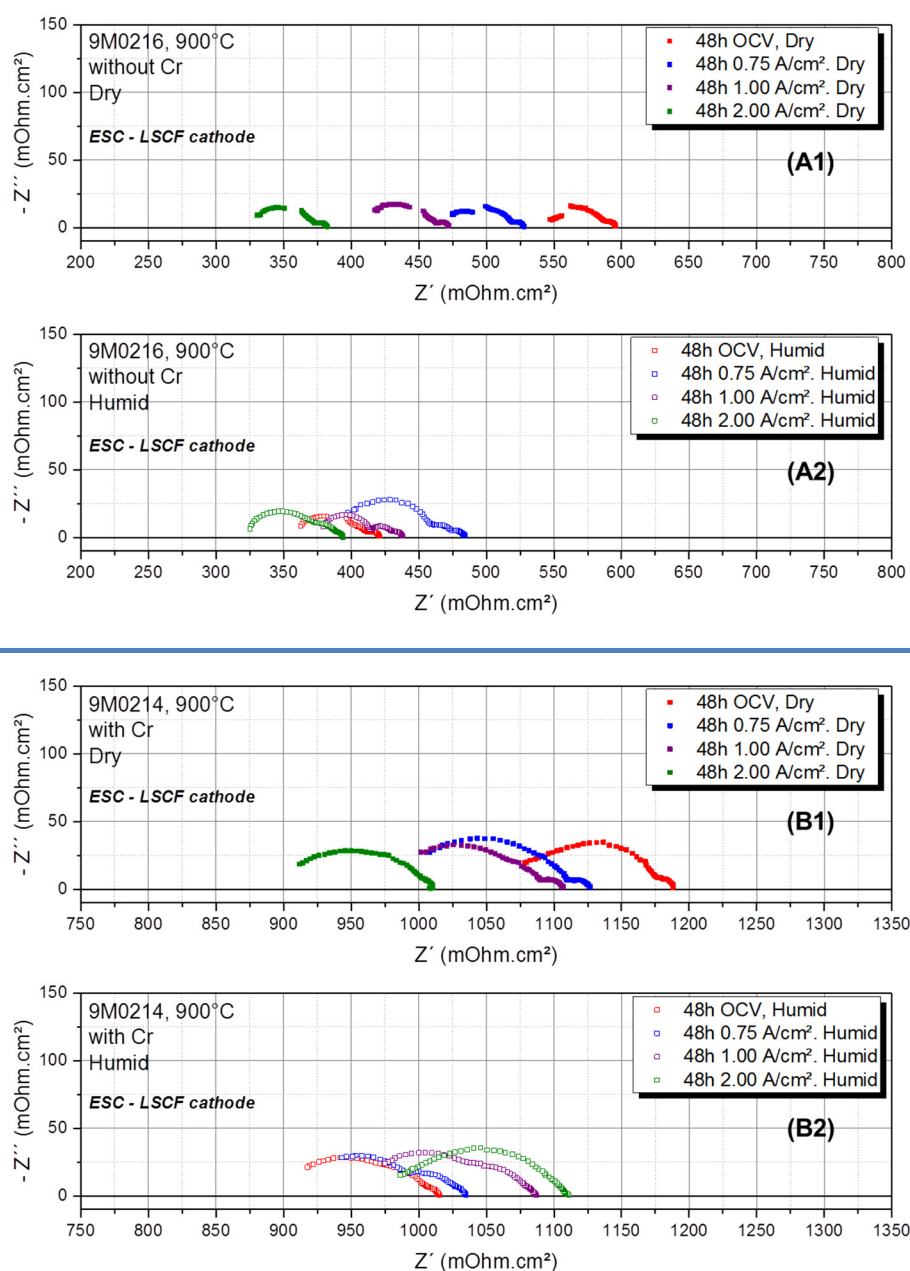 150
100
50
0
- Z´´ (mOhm.cm²)
9M0216, 900°C
without Cr
Dry
ESC - LSCF cathode
48h OCV, Dry
48h 0.75 A/cm². Dry
48h 1.00 A/cm². Dry
48h 2.00 A/cm². Dry
(A1)
200 250 300 350 400 450 500 550 600 650 700 750 800
Z´ (mOhm.cm²)
150
100
50
0
- Z´´ (mOhm.cm²)
9M0216, 900°C
without Cr
Humid
ESC - LSCF cathode
48h OCV, Humid
48h 0.75 A/cm². Humid
48h 1.00 A/cm². Humid
48h 2.00 A/cm². Humid
(A2)
200 250 300 350 400 450 500 550 600 650 700 750 800
Z´ (mOhm.cm²)
150
100
50
0
- Z´´ (mOhm.cm²)
9M0214, 900°C
with Cr
Dry
ESC - LSCF cathode
48h OCV, Dry
48h 0.75 A/cm². Dry
48h 1.00 A/cm². Dry
48h 2.00 A/cm². Dry
(B1)
750 800 850 900 950 1000 1050 1100 1150 1200 1250 1300 1350
Z´ (mOhm.cm²)
150
100
50
0
- Z´´ (mOhm.cm²)
9M0214, 900°C
with Cr
Humid
ESC - LSCF cathode
48h OCV, Humid
48h 0.75 A/cm². Humid
48h 1.00 A/cm². Humid
48h 2.00 A/cm². Humid
(B2)
750 800 850 900 950 1000 1050 1100 1150 1200 1250 1300 1350
Z´ (mOhm.cm²)